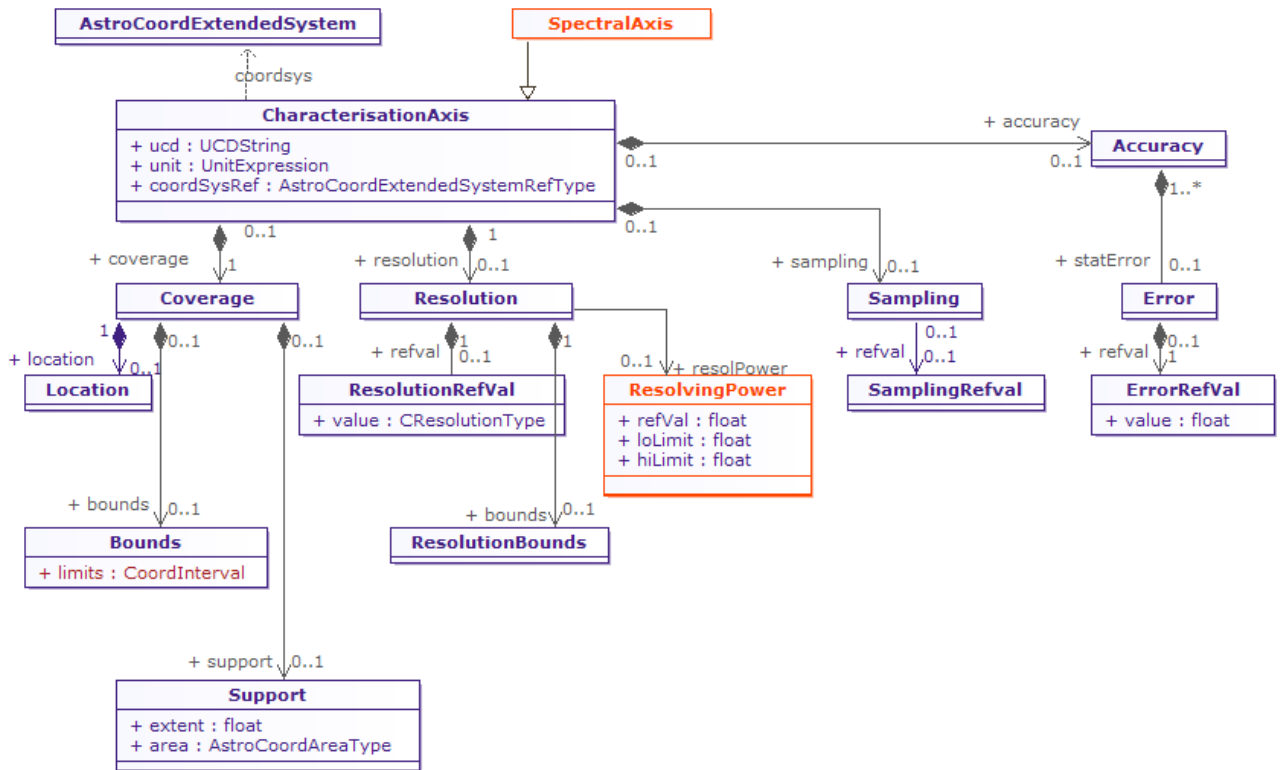 AstroCoordExtendedSystem
SpectralAxis
coordsys
CharacterisationAxis
+ ucd : UCDString
+ unit : UnitExpression
+ coordSysRef : AstroCoordExtendedSystemRefType
+ accuracy
0..1
0..1
Accuracy
1..*
0..1
0..1
1
+ coverage
1
+ resolution
0..1
+ sampling
0..1
+ statError
0..1
Coverage
Resolution
Sampling
Error
1
0..1
0..1
+ location
0..1
1
+ refval
0..1
1
0..1
+ resolPower
0..1
+ refval
0..1
0..1
+ refval
1
Location
ResolutionRefVal
+ value : CResolutionType
ResolvingPower
+ refVal : float
+ loLimit : float
+ hiLimit : float
SamplingRefval
ErrorRefVal
+ value : float
+ bounds
0..1
+ bounds
0..1
Bounds
+ limits : CoordInterval
ResolutionBounds
+ support
0..1
Support
+ extent : float
+ area : AstroCoordAreaType